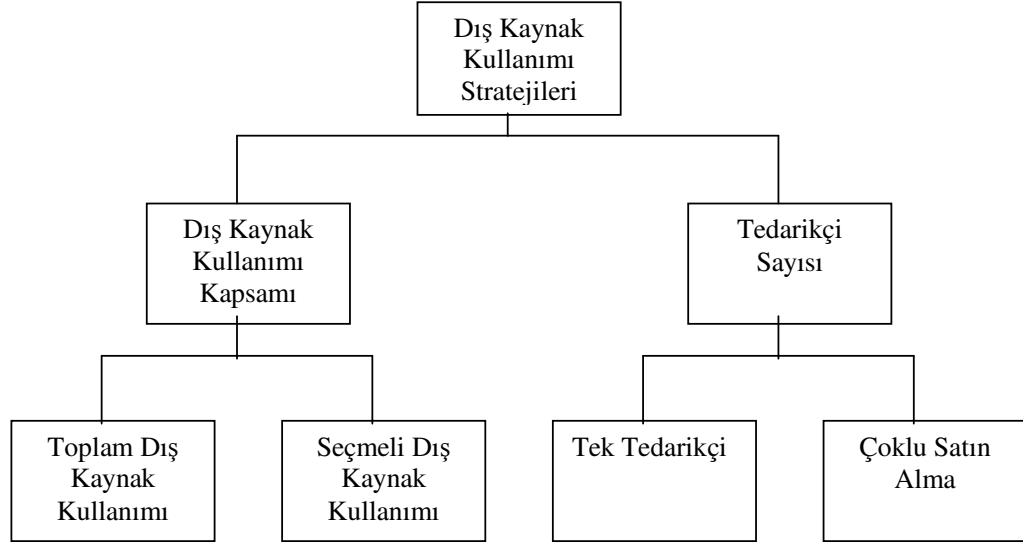 Dış Kaynak
Kullanımı
Stratejileri
Dış Kaynak
Kullanımı
Kapsamı
Tedarikçi
Sayısı
Toplam Dış
Kaynak
Kullanımı
Seçmeli Dış
Kaynak
Kullanımı
Tek Tedarikçi
Çoklu Satın
Alma